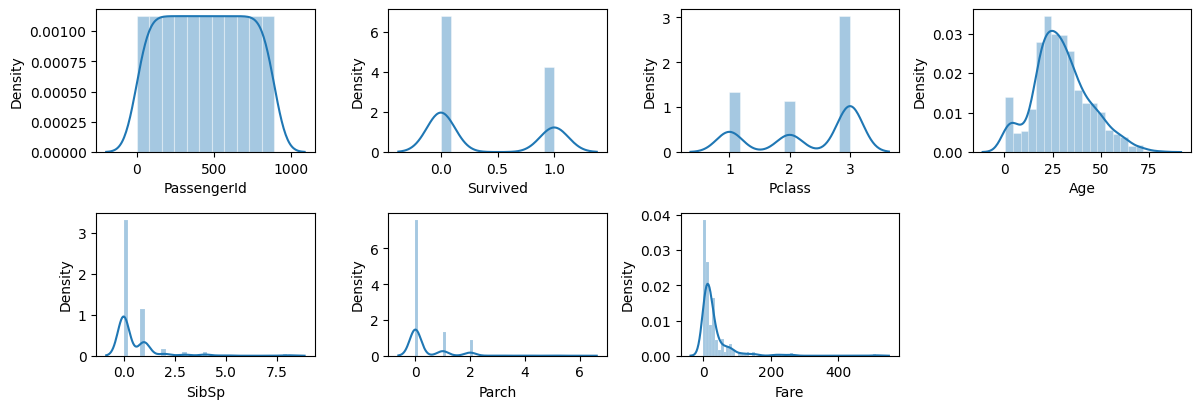 Density
0.00100
0.00075
0.00050
0.00025
0.00000
0 500 1000
PassengerId
Density
6
4
2
0
0.0 0.5 1.0
Survived
Density
3
2
1
0
1 2 3
Pclass
Density
0.03
0.02
0.01
0.00
0 25 50 75
Age
Density
3
2
1
0
0.0 2.5 5.0 7.5
SibSp
Density
6
4
2
0
0 2 4 6
Parch
Density
0.04
0.03
0.02
0.01
0.00
0 200 400
Fare